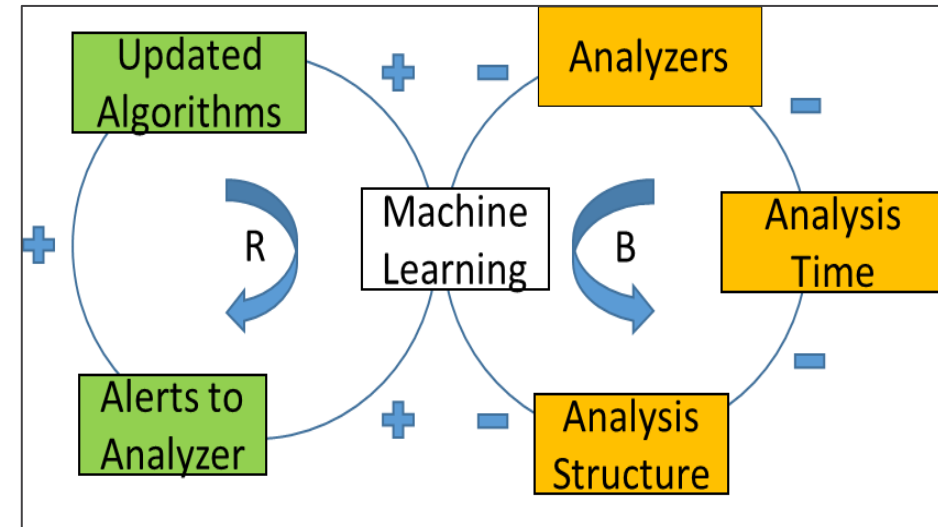 Updated
Algorithms
+
-
Analyzers
-
+
R
Machine
Learning
B
Analysis
Time
-
Alerts to
Analyzer
+
-
Analysis
Structure